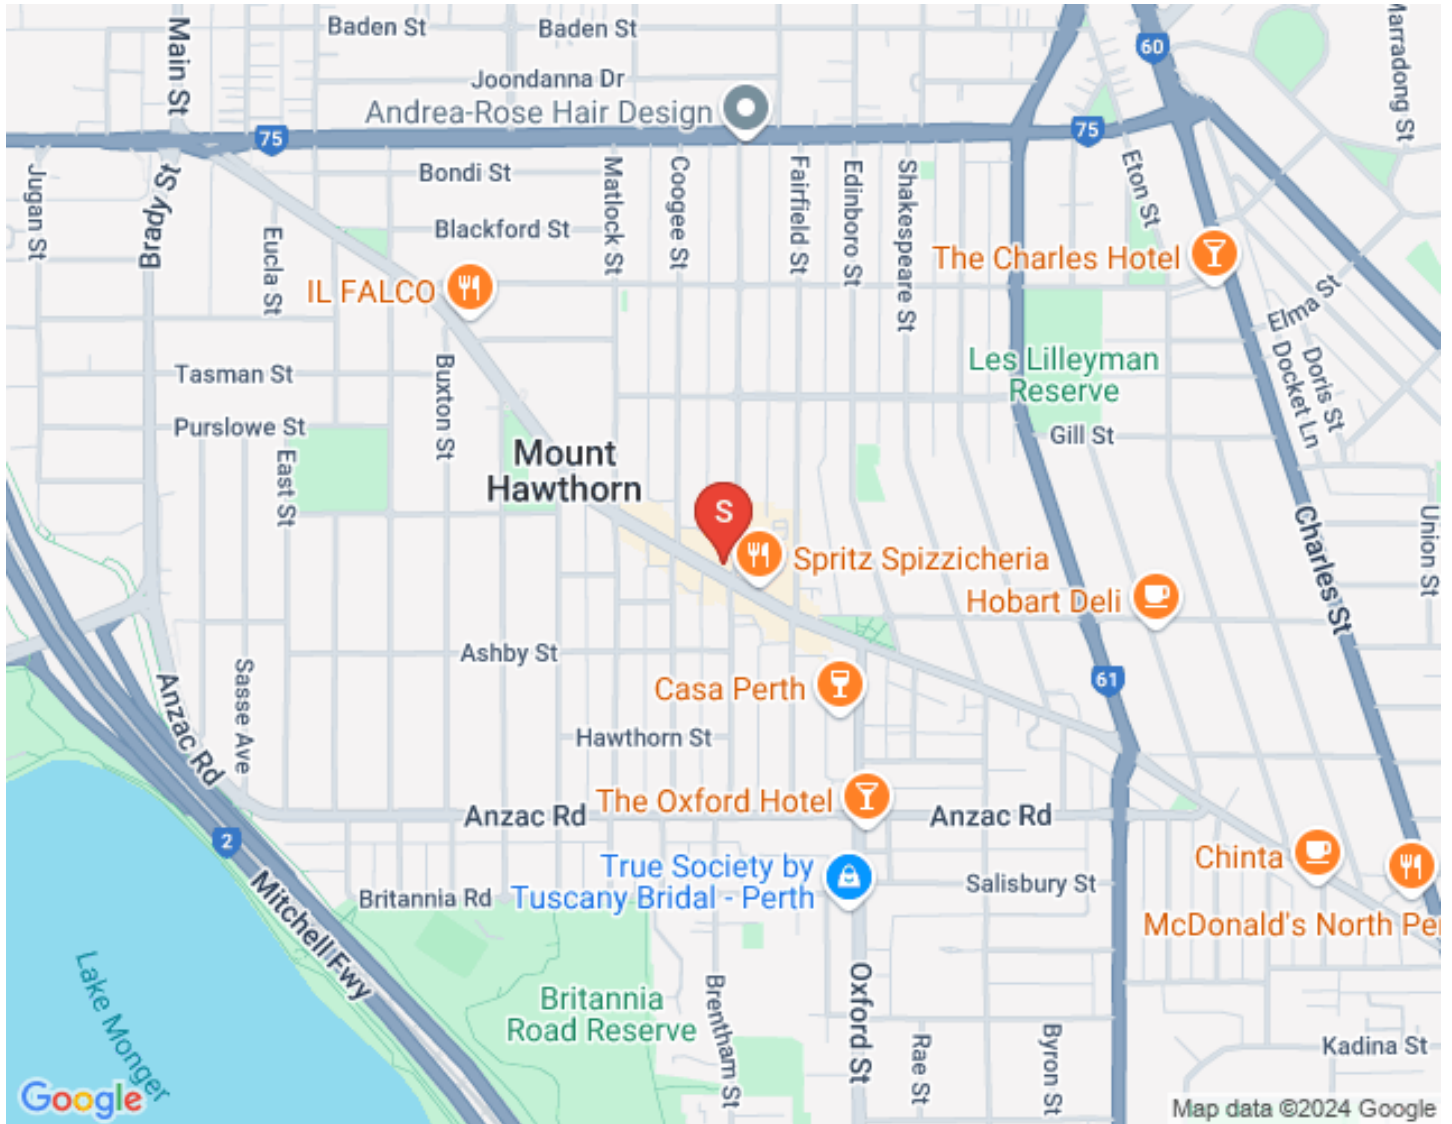 Baden St
Baden St
Main St
60
Marradong St
Joondanna Dr
Andrea-Rose Hair Design
75
75
Jugan St
Brady St
Bondi St
Matlock St
Coogee St
Fairfield St
Edinboro St
Shakespeare St
Eton St
Eucla St
Blackford St
The Charles Hotel
IL FALCO
Elma St
Tasman St
Buxton St
Les Lilleyman
Reserve
Doris St
Docket Ln
Purslowe St
Gill St
East St
Mount
Hawthorn
S
Charles St
Union St
Spritz Spizzicheria
Hobart Deli
Ashby St
Sasse Ave
Anzac Rd
Casa Perth
61
Hawthorn St
The Oxford Hotel
Anzac Rd
Anzac Rd
2
Chinta
True Society by
Tuscany Bridal - Perth
Salisbury St
Britannia Rd
Mitchell Fwy
McDonald's North Per
Lake Monger
Britannia
Road Reserve
Brentham St
Oxford St
Rae St
Byron St
Kadina St
Google
Map data ©2024 Google